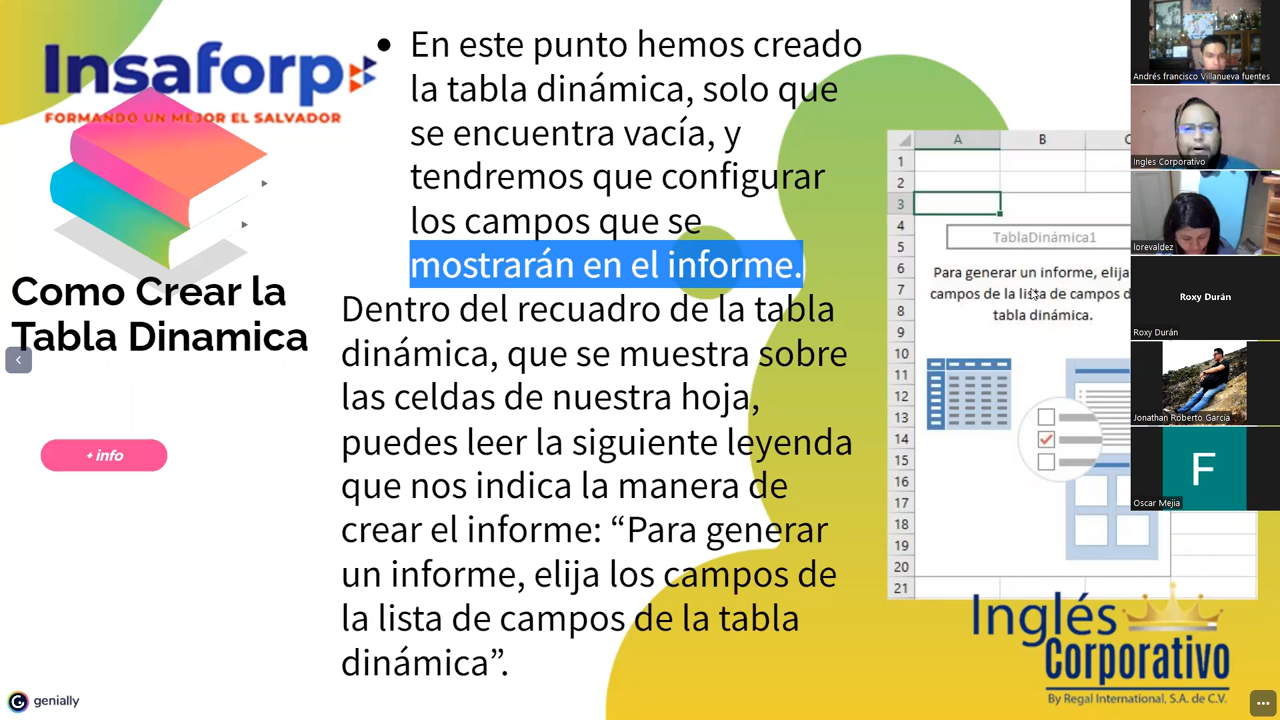 Insaforp
FORMANDO UN MEJOR EL SALVADOR
Como Crear la
Tabla Dinamica
+ info
genially
• En este punto hemos creado
la tabla dinámica, solo que
se encuentra vacía, y
tendremos que configurar
los campos que se
mostrarán en el informe.
Dentro del recuadro de la tabla
dinámica, que se muestra sobre
las celdas de nuestra hoja,
puedes leer la siguiente leyenda
que nos indica la manera de
crear el informe: “Para generar
un informe, elija los campos de
la lista de campos de la tabla
dinámica”.
A B C
1
2
3
4
5
6
7
8
9
10
11
12
13
14
15
16
17
18
19
20
21
TablaDinámica1
Para generar un informe, elija
campos de la lista de campos d
tabla dinámica.
Inglés
Corporativo
By Regal International, S.A. de C.V.
Andrés francisco Villanueva fuentes
Ingles Corporativo
lorevaldez
Roxy Durán
Roxy Durán
Jonathan Roberto García
F
Oscar Mejia